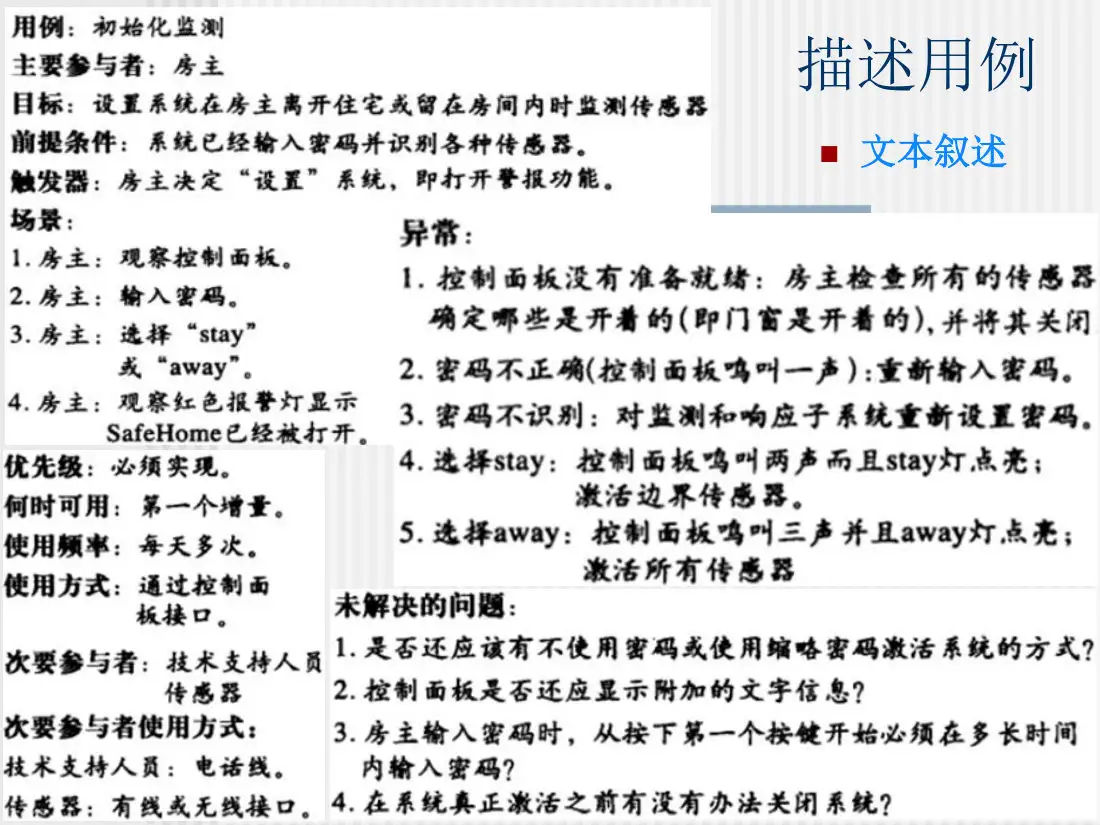 描述用例
■ 文本叙述
用例：初始化监测
主要参与者：房主
目标：设置系统在房主离开住宅或留在房间内时监测传感器
前提条件：系统已经输入密码并识别各种传感器。
触发器：房主决定“设置”系统，即打开警报功能。
场景：
1. 房主：观察控制面板。
2. 房主：输入密码。
3. 房主：选择“stay”
或“away”。
4. 房主：观察红色报警灯显示
SafeHome已经被打开。
异常：
1. 控制面板没有准备就绪：房主检查所有的传感器
确定哪些是开着的(即门窗是开着的),并将其关闭
2. 密码不正确(控制面板鸣叫一声):重新输入密码。
3. 密码不识别：对监测和响应子系统重新设置密码。
4. 选择stay：控制面板鸣叫两声而且stay灯点亮；
激活边界传感器。
5. 选择away：控制面板鸣叫三声并且away灯点亮；
激活所有传感器
优先级：必须实现。
何时可用：第一个增量。
使用频率：每天多次。
使用方式：通过控制面
板接口。
次要参与者：技术支持人员
传感器
次要参与者使用方式：
技术支持人员：电话线。
传感器：有线或无线接口。
未解决的问题：
1. 是否还应该有不使用密码或使用缩略密码激活系统的方式?
2. 控制面板是否还应显示附加的文字信息?
3. 房主输入密码时，从按下第一个按键开始必须在多长时间
内输入密码?
4. 在系统真正激活之前有没有办法关闭系统?